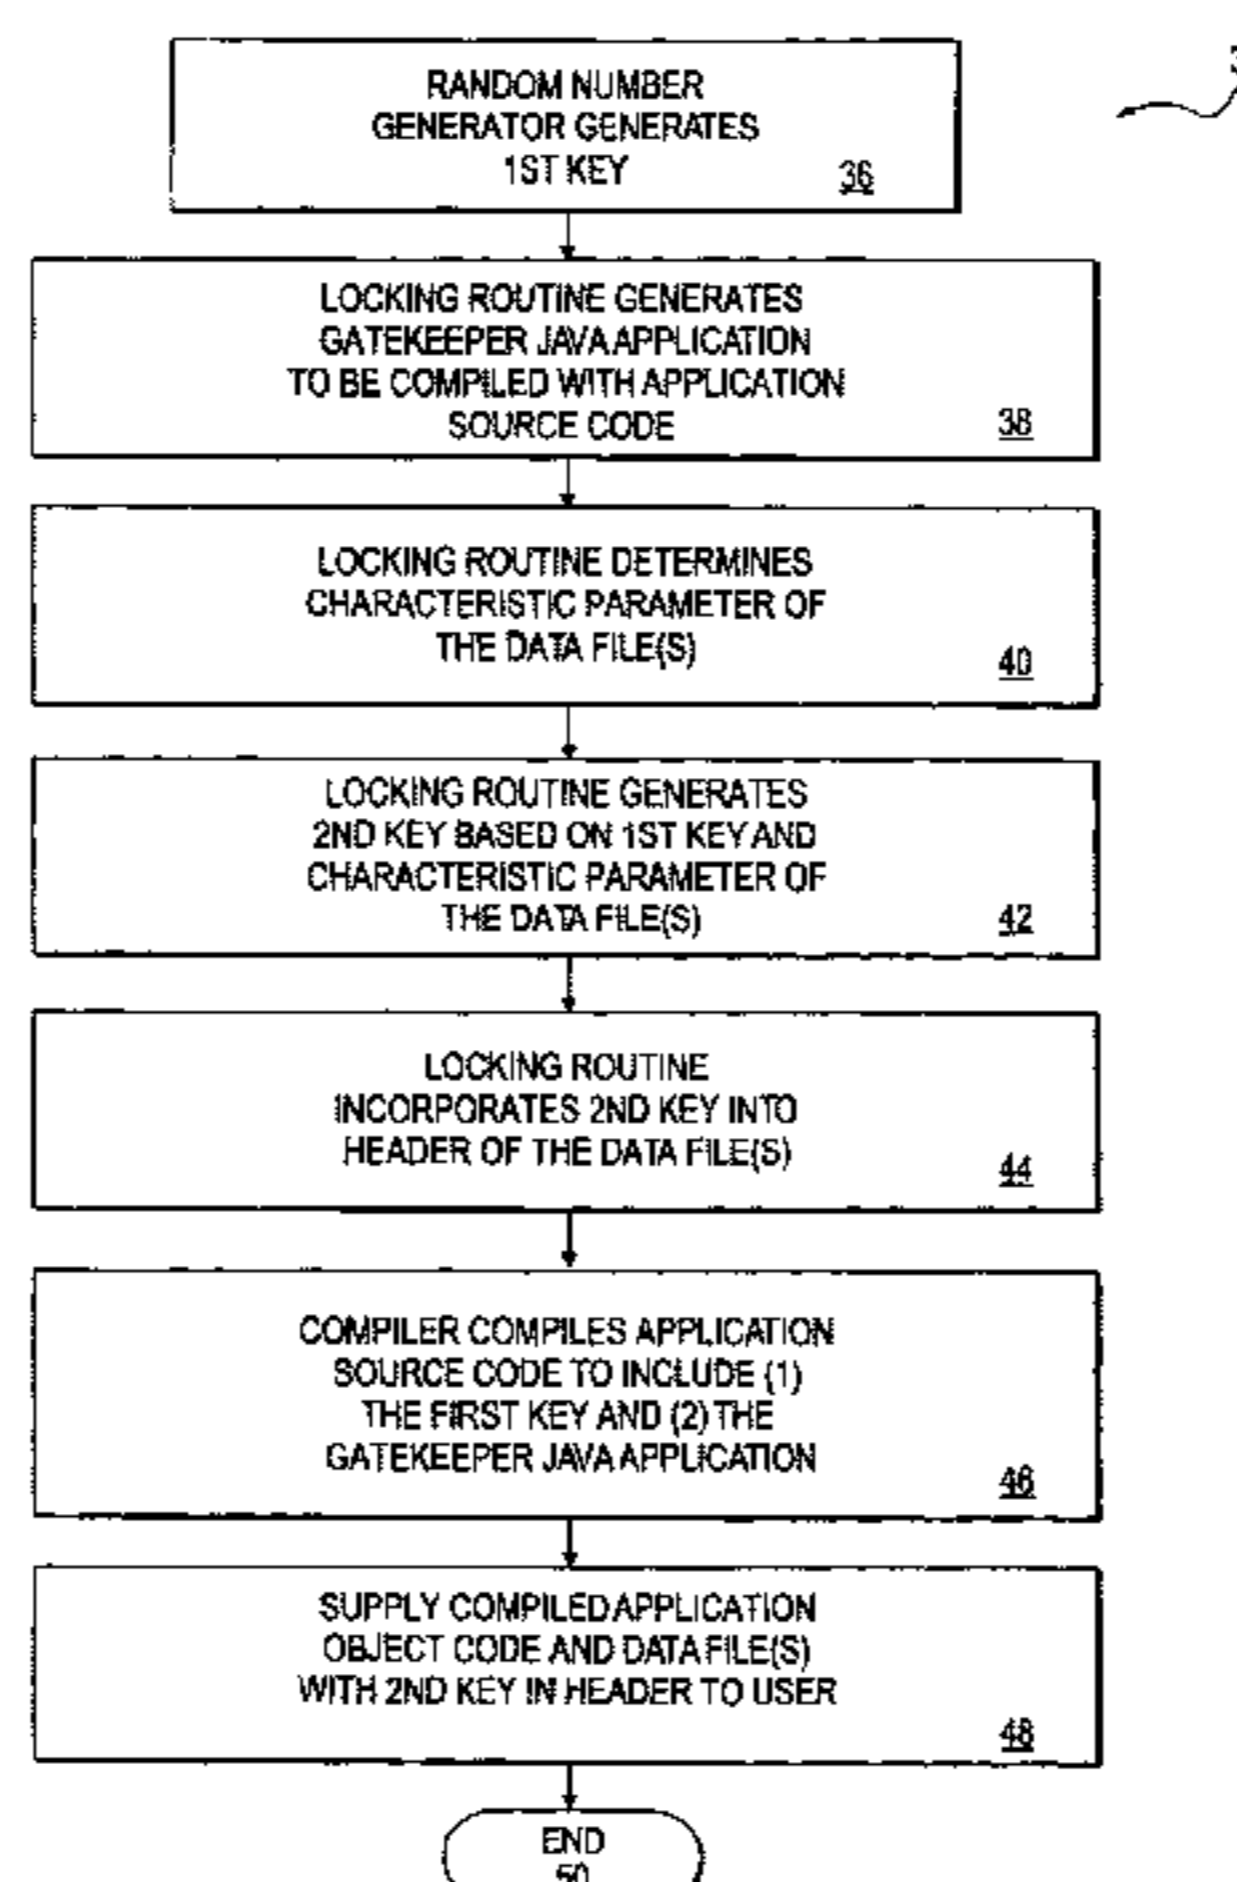 RANDOM NUMBER
GENERATOR GENERATES
1ST KEY
36
LOCKING ROUTINE GENERATES
GATEKEEPER JAVA APPLICATION
TO BE COMPILED WITH APPLICATION
SOURCE CODE
38
LOCKING ROUTINE DETERMINES
CHARACTERISTIC PARAMETER OF
THE DATA FILE(S)
40
LOCKING ROUTINE GENERATES
2ND KEY BASED ON 1ST KEY AND
CHARACTERISTIC PARAMETER OF
THE DATA FILE(S)
42
LOCKING ROUTINE
INCORPORATES 2ND KEY INTO
HEADER OF THE DATA FILE(S)
44
COMPILER COMPILES APPLICATION
SOURCE CODE TO INCLUDE (1)
THE FIRST KEY AND (2) THE
GATEKEEPER JAVA APPLICATION
46
SUPPLY COMPILED APPLICATION
OBJECT CODE AND DATA FILE(S)
WITH 2ND KEY IN HEADER TO USER
48
END
50